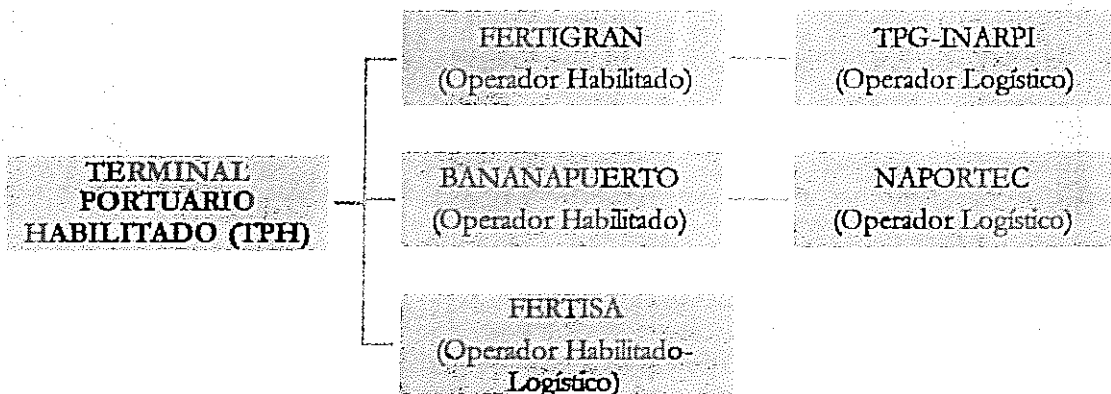 FERTIGRAN
(Operador Habilitado)
TPG-INARPI
(Operador Logístico)
TERMINAL
PORTUARIO
HABILITADO (TPH)
BANANAPUERTO
(Operador Habilitado)
NAPORTEC
(Operador Logístico)
FERTISA
(Operador Habilitado-
Logístico)